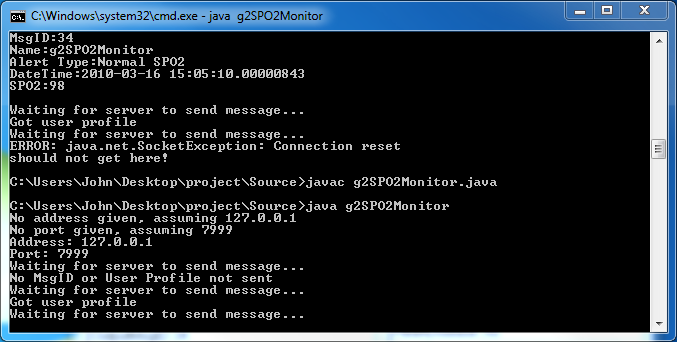 C:\Windows\system32\cmd.exe - java  g2SPO2Monitor
MsgID:34
Name:g2SPO2Monitor
Alert Type:Normal SPO2
DateTime:2010-03-16 15:05:10.00000843
SPO2:98
Waiting for server to send message...
Got user profile
Waiting for server to send message...
ERROR: java.net.SocketException: Connection reset
should not get here!
C:\Users\John\Desktop\project\Source>javac g2SPO2Monitor.java
C:\Users\John\Desktop\project\Source>java g2SPO2Monitor
No address given, assuming 127.0.0.1
No port given, assuming 7999
Address: 127.0.0.1
Port: 7999
Waiting for server to send message...
No MsgID or User Profile not sent
Waiting for server to send message...
Got user profile
Waiting for server to send message...